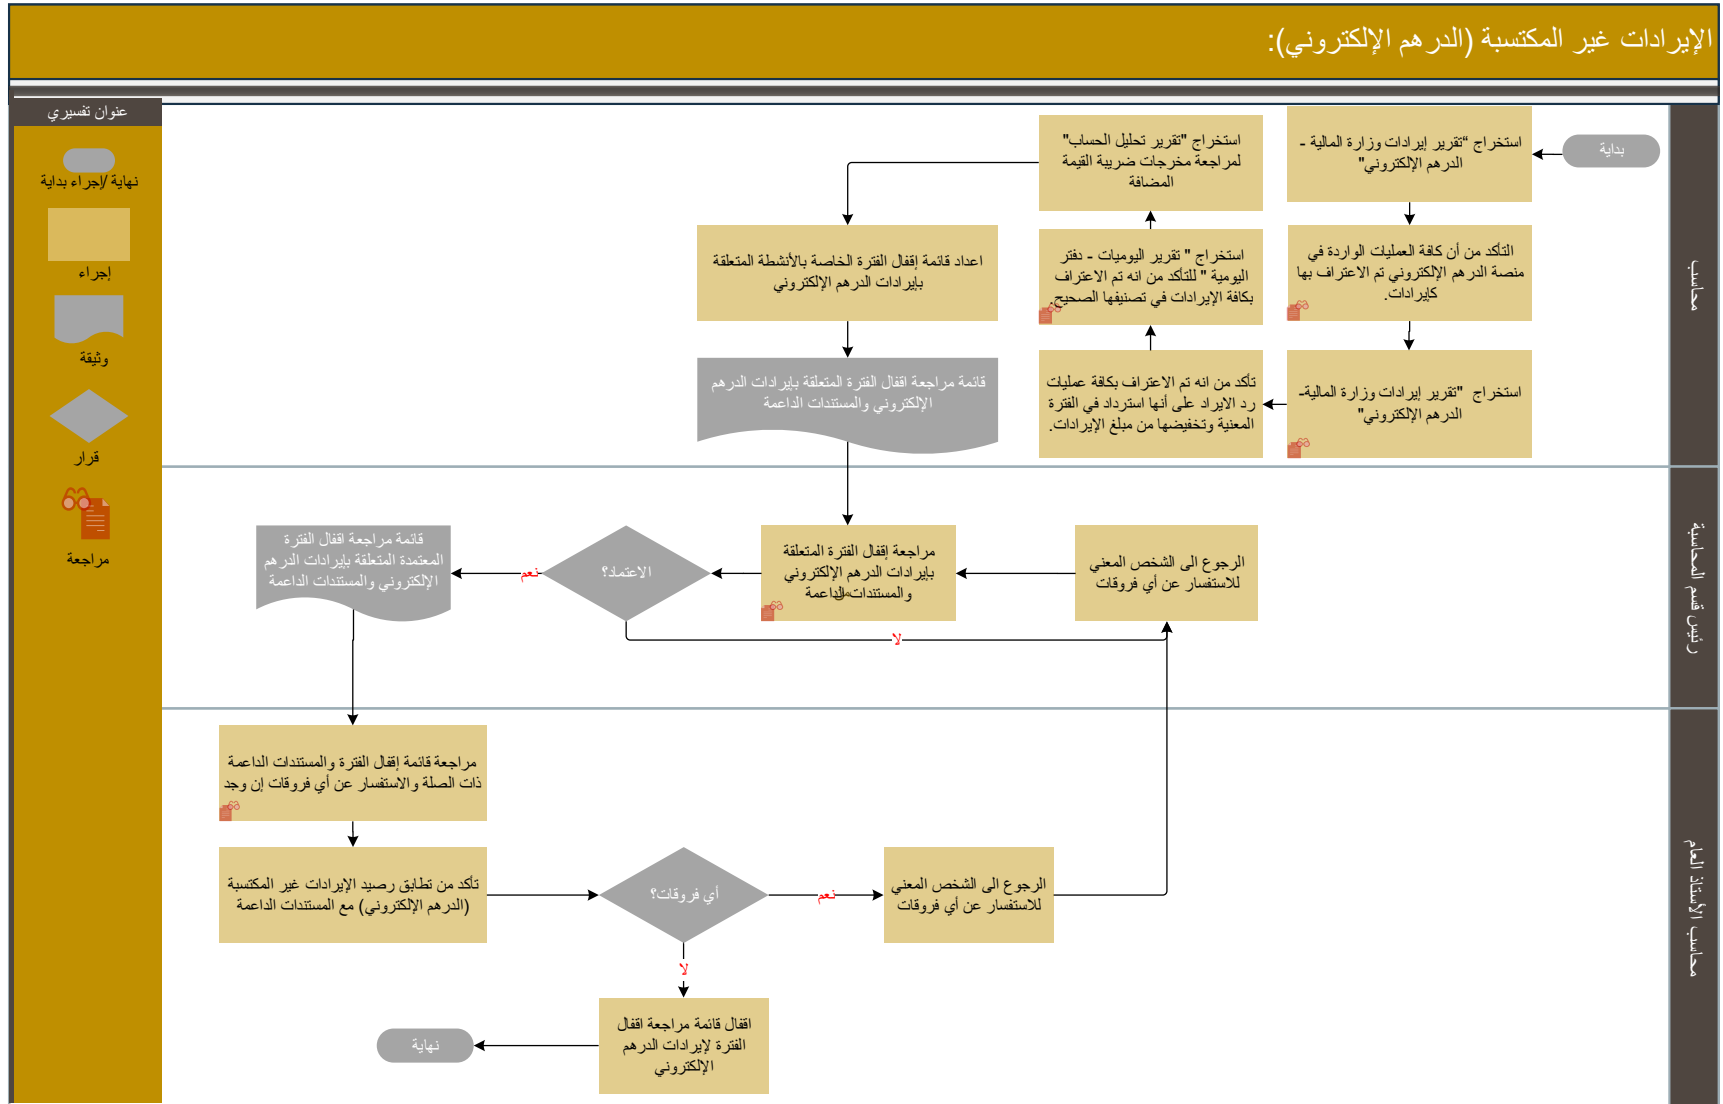 الإيرادات غير المكتسبة (الدرهم الإلكتروني):
عنوان تفسيري
نهاية /إجراء بداية
إجراء
وثيقة
قرار
مراجعة
محاسب
بداية
استخراج "تقرير إيرادات وزارة المالية -
الدرهم الإلكتروني"
التأكد من أن كافة العمليات الواردة في
منصة الدرهم الإلكتروني تم الاعتراف بها
كإيرادات.
استخراج "تقرير إيرادات وزارة المالية-
الدرهم الإلكتروني"
تأكد من انه تم الاعتراف بكافة عمليات
رد الايراد على أنها استرداد في الفترة
المعنية وتخفيضها من مبلغ الإيرادات.
استخراج " تقرير اليوميات - دفتر
اليومية " للتأكد من انه تم الاعتراف
بكافة الإيرادات في تصنيفها الصحيح.
استخراج "تقرير تحليل الحساب"
لمراجعة مخرجات ضريبة القيمة
المضافة
اعداد قائمة إقفال الفترة الخاصة بالأنشطة المتعلقة
بإيرادات الدرهم الإلكتروني
قائمة مراجعة اقفال الفترة المتعلقة بإيرادات الدرهم
الإلكتروني والمستندات الداعمة
رئيس قسم المحاسبة
الرجوع الى الشخص المعني
للاستفسار عن أي فروقات
مراجعة إقفال الفترة المتعلقة
بإيرادات الدرهم الإلكتروني
والمستندات الداعمة
الاعتماد؟
نعم
لا
قائمة مراجعة اقفال الفترة
المعتمدة المتعلقة بإيرادات الدرهم
الإلكتروني والمستندات الداعمة
محاسب الأستاذ العام
مراجعة قائمة إقفال الفترة والمستندات الداعمة
ذات الصلة والاستفسار عن أي فروقات إن وجد
تأكد من تطابق رصيد الإيرادات غير المكتسبة
(الدرهم الإلكتروني) مع المستندات الداعمة
أي فروقات؟
نعم
الرجوع الى الشخص المعني
للاستفسار عن أي فروقات
لا
اقفال قائمة مراجعة اقفال
الفترة لإيرادات الدرهم
الإلكتروني
نهاية